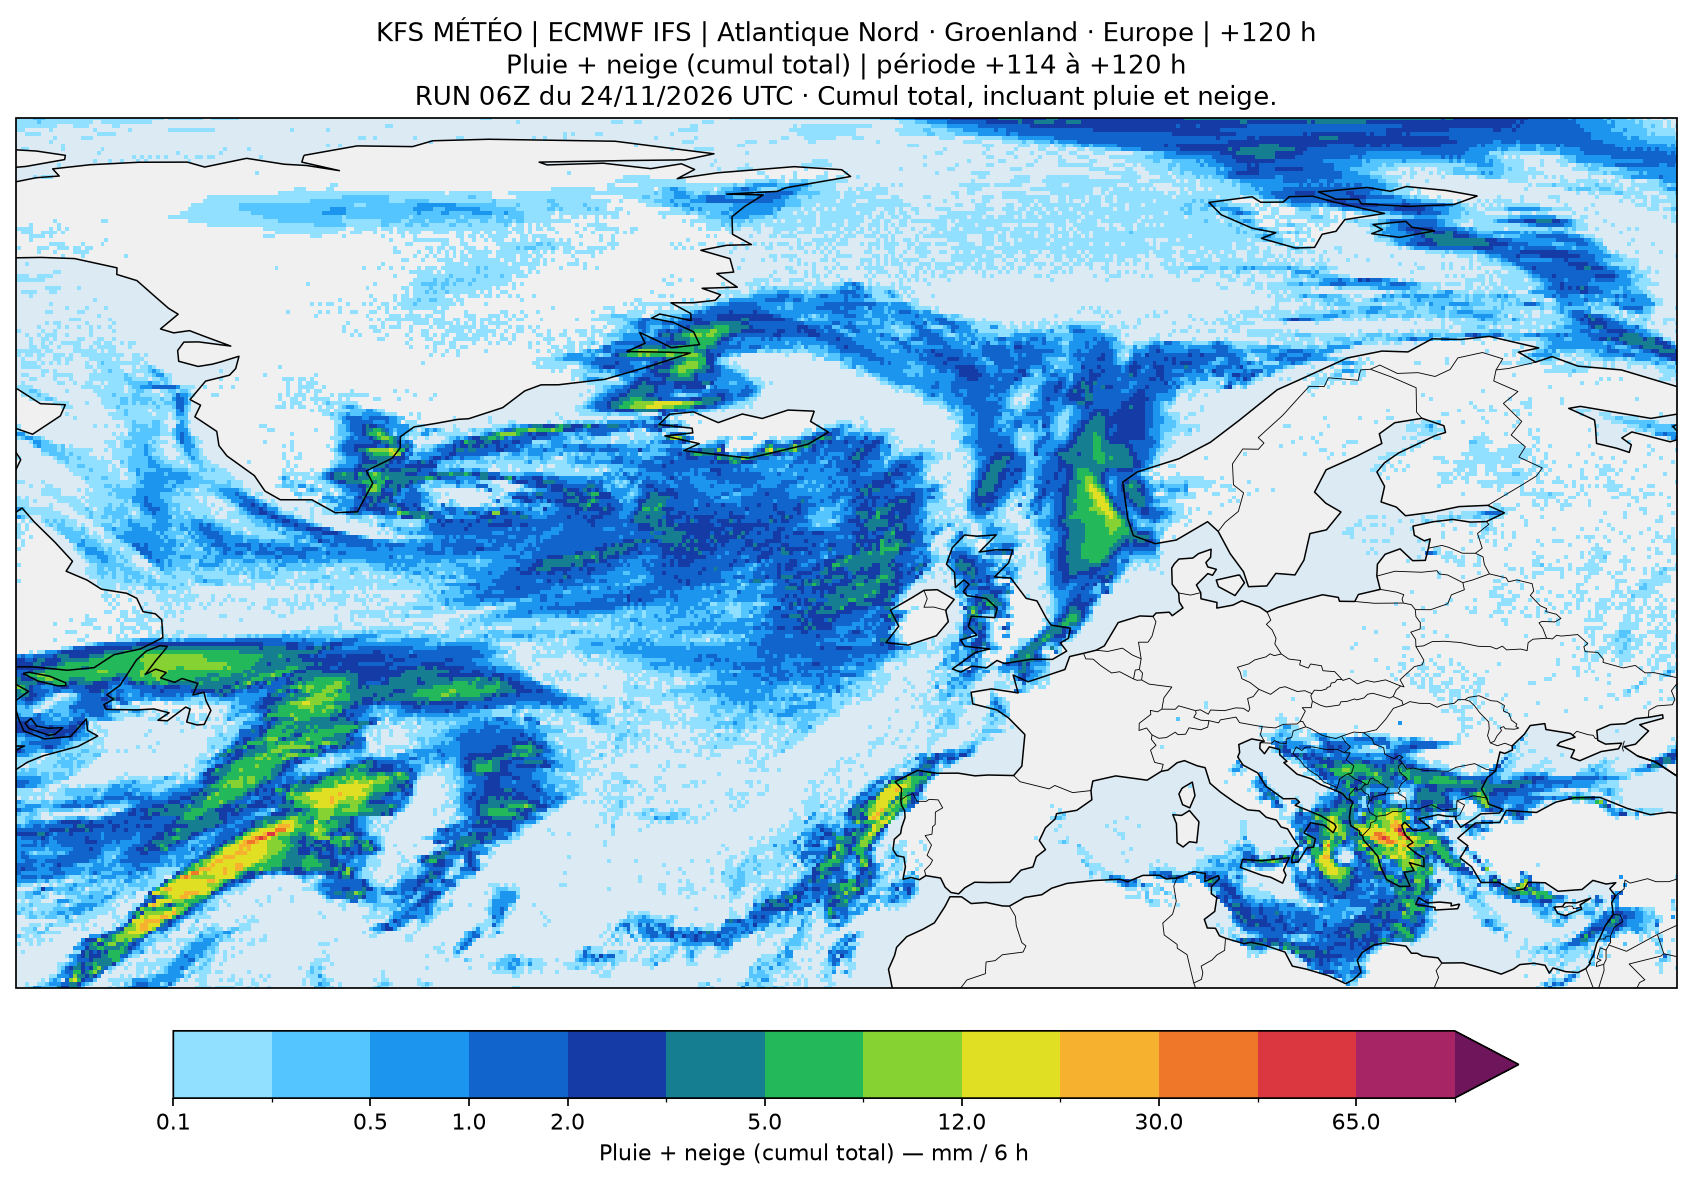 KFS MÉTÉO | ECMWF IFS | Atlantique Nord · Groenland · Europe | +120 h
Pluie + neige (cumul total) | période +114 à +120 h
RUN 06Z du 24/11/2026 UTC · Cumul total, incluant pluie et neige.
0.1 0.5 1.0 2.0 5.0 12.0 30.0 65.0
Pluie + neige (cumul total) — mm / 6 h